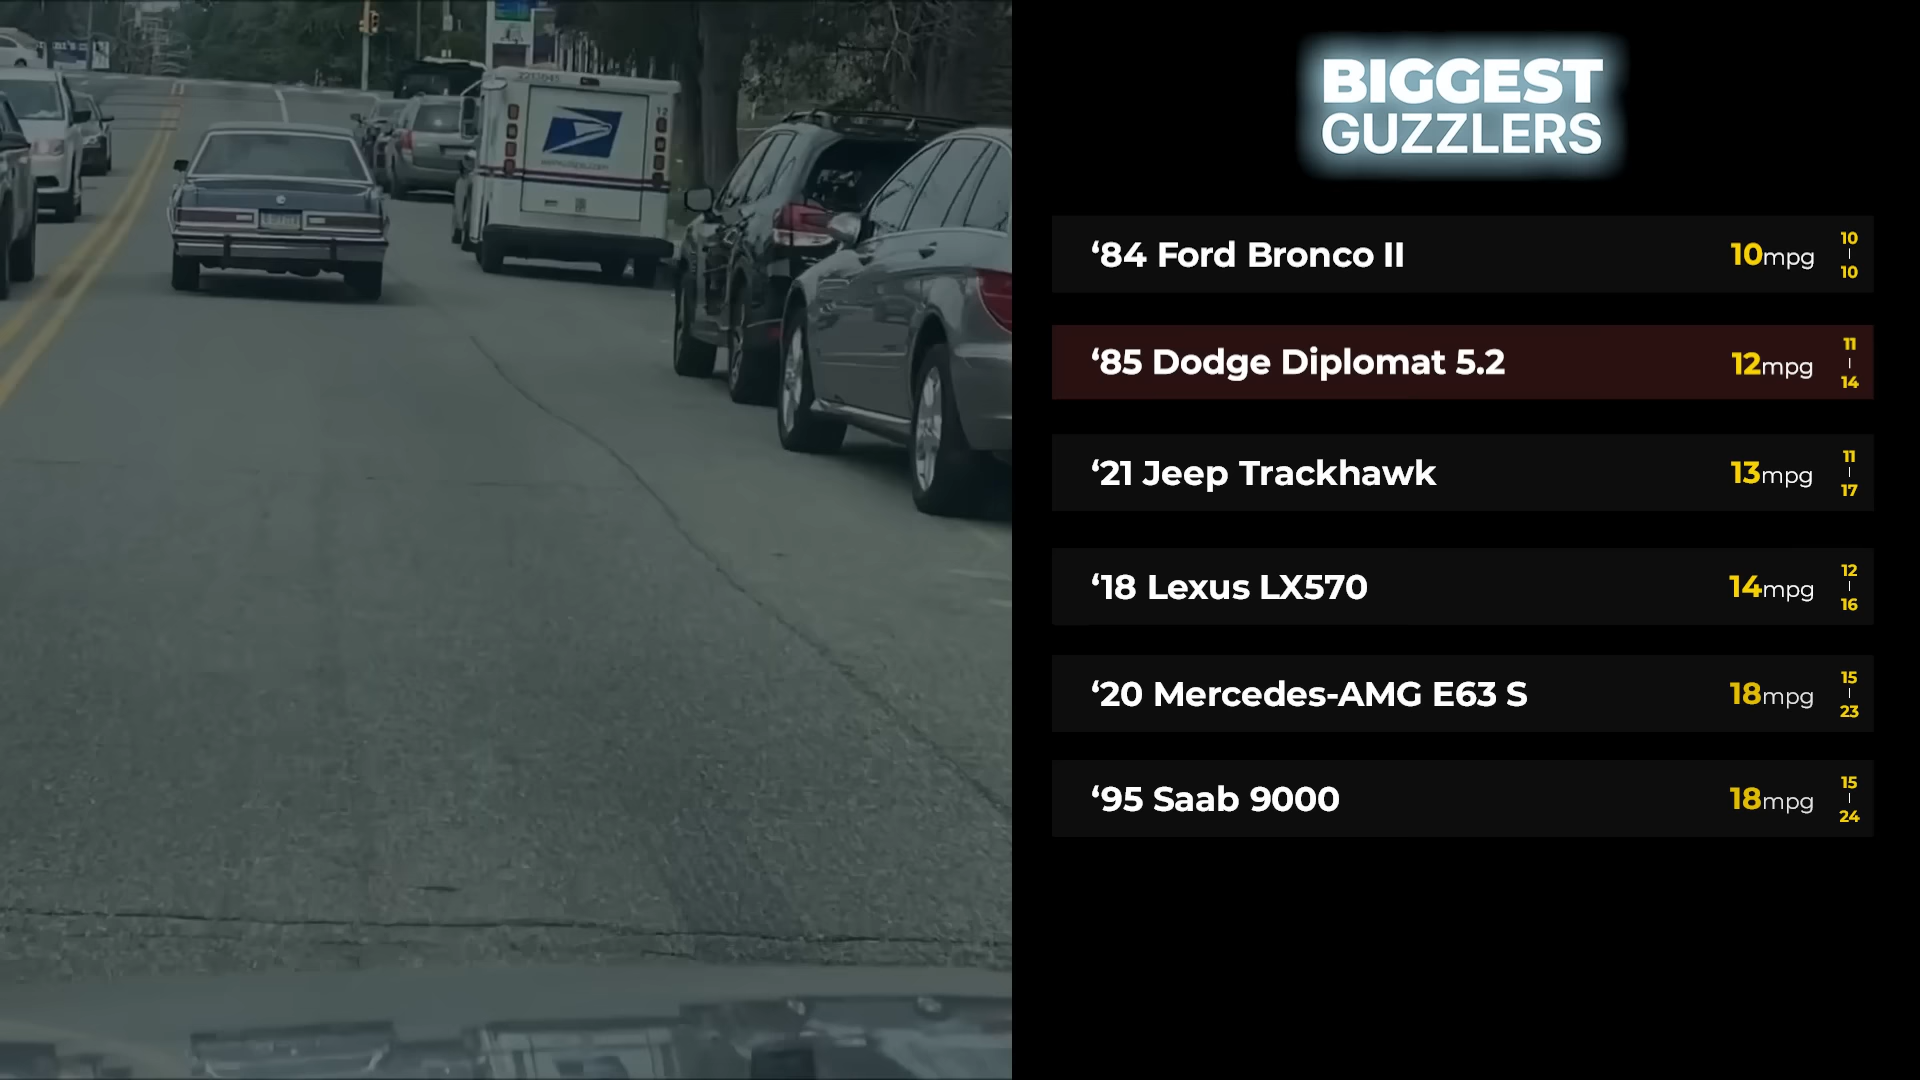 BIGGEST
GUZZLERS
‘84 Ford Bronco II 10mpg 10 - 10
‘85 Dodge Diplomat 5.2 12mpg 11 - 14
‘21 Jeep Trackhawk 13mpg 11 - 17
‘18 Lexus LX570 14mpg 12 - 16
‘20 Mercedes-AMG E63 S 18mpg 15 - 23
‘95 Saab 9000 18mpg 15 - 24